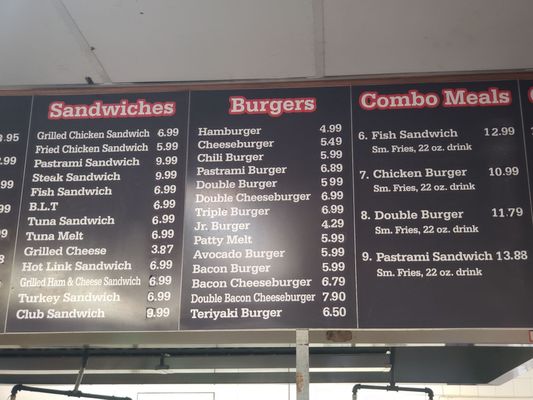 Sandwiches
Grilled Chicken Sandwich 6.99
Fried Chicken Sandwich 5.99
Pastrami Sandwich 9.99
Steak Sandwich 9.99
Fish Sandwich 6.99
B.L.T 6.99
Tuna Sandwich 6.99
Tuna Melt 6.99
Grilled Cheese 3.87
Hot Link Sandwich 6.99
Grilled Ham & Cheese Sandwich 6.99
Turkey Sandwich 6.99
Club Sandwich 9.99
Burgers
Hamburger 4.99
Cheeseburger 5.49
Chili Burger 5.99
Pastrami Burger 6.89
Double Burger 5.99
Double Cheeseburger 6.99
Triple Burger 6.99
Jr. Burger 4.29
Patty Melt 5.99
Avocado Burger 5.99
Bacon Burger 5.99
Bacon Cheeseburger 6.79
Double Bacon Cheeseburger 7.90
Teriyaki Burger 6.50
Combo Meals
6. Fish Sandwich 12.99
Sm. Fries, 22 oz. drink
7. Chicken Burger 10.99
Sm. Fries, 22 oz. drink
8. Double Burger 11.79
Sm. Fries, 22 oz. drink
9. Pastrami Sandwich 13.88
Sm. Fries, 22 oz. drink